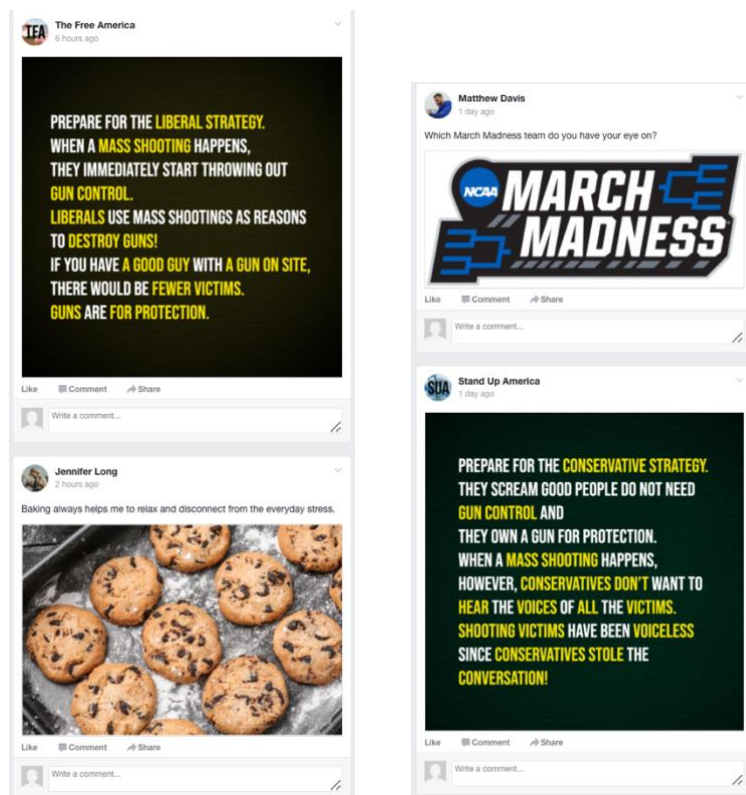 TFA
The Free America
6 hours ago
PREPARE FOR THE LIBERAL STRATEGY.
WHEN A MASS SHOOTING HAPPENS,
THEY IMMEDIATELY START THROWING OUT
GUN CONTROL.
LIBERALS USE MASS SHOOTINGS AS REASONS
TO DESTROY GUNS!
IF YOU HAVE A GOOD GUY WITH A GUN ON SITE,
THERE WOULD BE FEWER VICTIMS.
GUNS ARE FOR PROTECTION.
Like Comment Share
Write a comment...
Jennifer Long
2 hours ago
Baking always helps me to relax and disconnect from the everyday stress.
Like Comment Share
Write a comment...
Matthew Davis
1 day ago
Which March Madness team do you have your eye on?
NCAA
MARCH
MADNESS
Like Comment Share
Write a comment...
SUA
Stand Up America
1 day ago
PREPARE FOR THE CONSERVATIVE STRATEGY.
THEY SCREAM GOOD PEOPLE DO NOT NEED
GUN CONTROL AND
THEY OWN A GUN FOR PROTECTION.
WHEN A MASS SHOOTING HAPPENS,
HOWEVER, CONSERVATIVES DON'T WANT TO
HEAR THE VOICES OF ALL THE VICTIMS.
SHOOTING VICTIMS HAVE BEEN VOICELESS
SINCE CONSERVATIVES STOLE THE
CONVERSATION!
Like Comment Share
Write a comment...